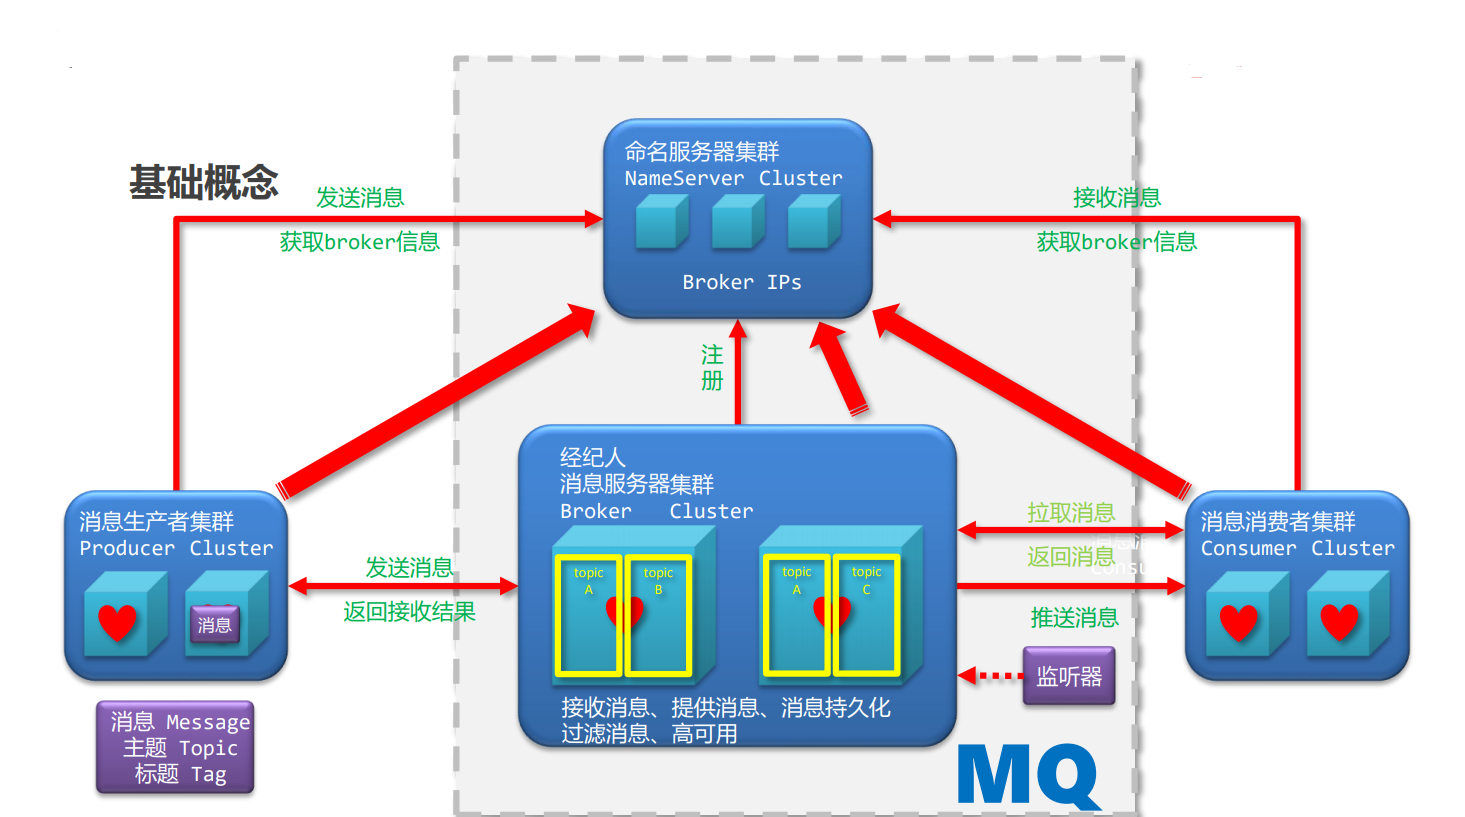 基础概念
命名服务器集群
NameServer Cluster
Broker IPs
发送消息
获取broker信息
接收消息
获取broker信息
注
册
经纪人
消息服务器集群
Broker Cluster
topic
A
topic
B
topic
A
topic
C
接收消息、提供消息、消息持久化
过滤消息、高可用
消息生产者集群
Producer Cluster
消息
发送消息
返回接收结果
消息 Message
主题 Topic
标题 Tag
拉取消息
返回消息
推送消息
监听器
消息消费者集群
Consumer Cluster
MQ